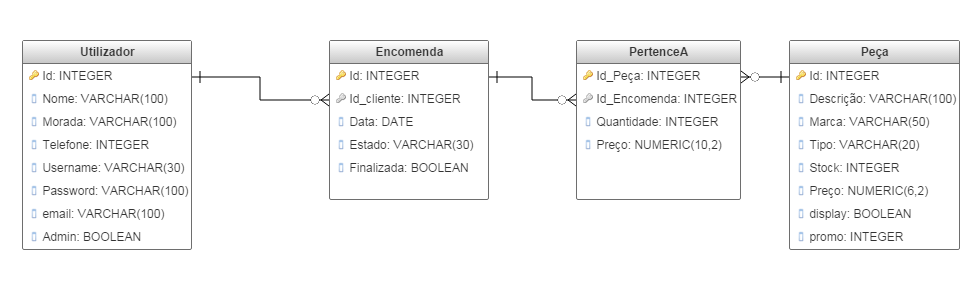 Utilizador
Id: INTEGER
Nome: VARCHAR(100)
Morada: VARCHAR(100)
Telefone: INTEGER
Username: VARCHAR(30)
Password: VARCHAR(100)
email: VARCHAR(100)
Admin: BOOLEAN
Encomenda
Id: INTEGER
Id_cliente: INTEGER
Data: DATE
Estado: VARCHAR(30)
Finalizada: BOOLEAN
PertenceA
Id_Peça: INTEGER
Id_Encomenda: INTEGER
Quantidade: INTEGER
Preço: NUMERIC(10,2)
Peça
Id: INTEGER
Descrição: VARCHAR(100)
Marca: VARCHAR(50)
Tipo: VARCHAR(20)
Stock: INTEGER
Preço: NUMERIC(6,2)
display: BOOLEAN
promo: INTEGER